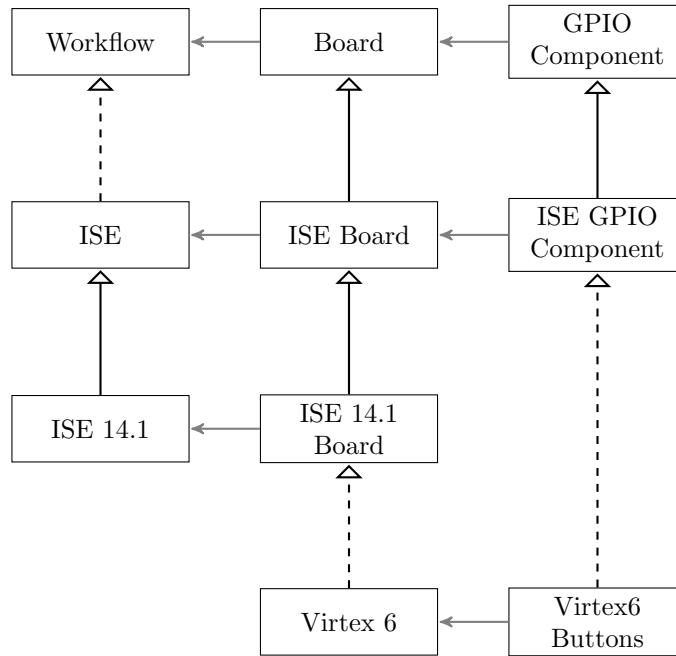 Workflow
Board
GPIO
Component
ISE
ISE Board
ISE GPIO
Component
ISE 14.1
ISE 14.1
Board
Virtex 6
Virtex6
Buttons